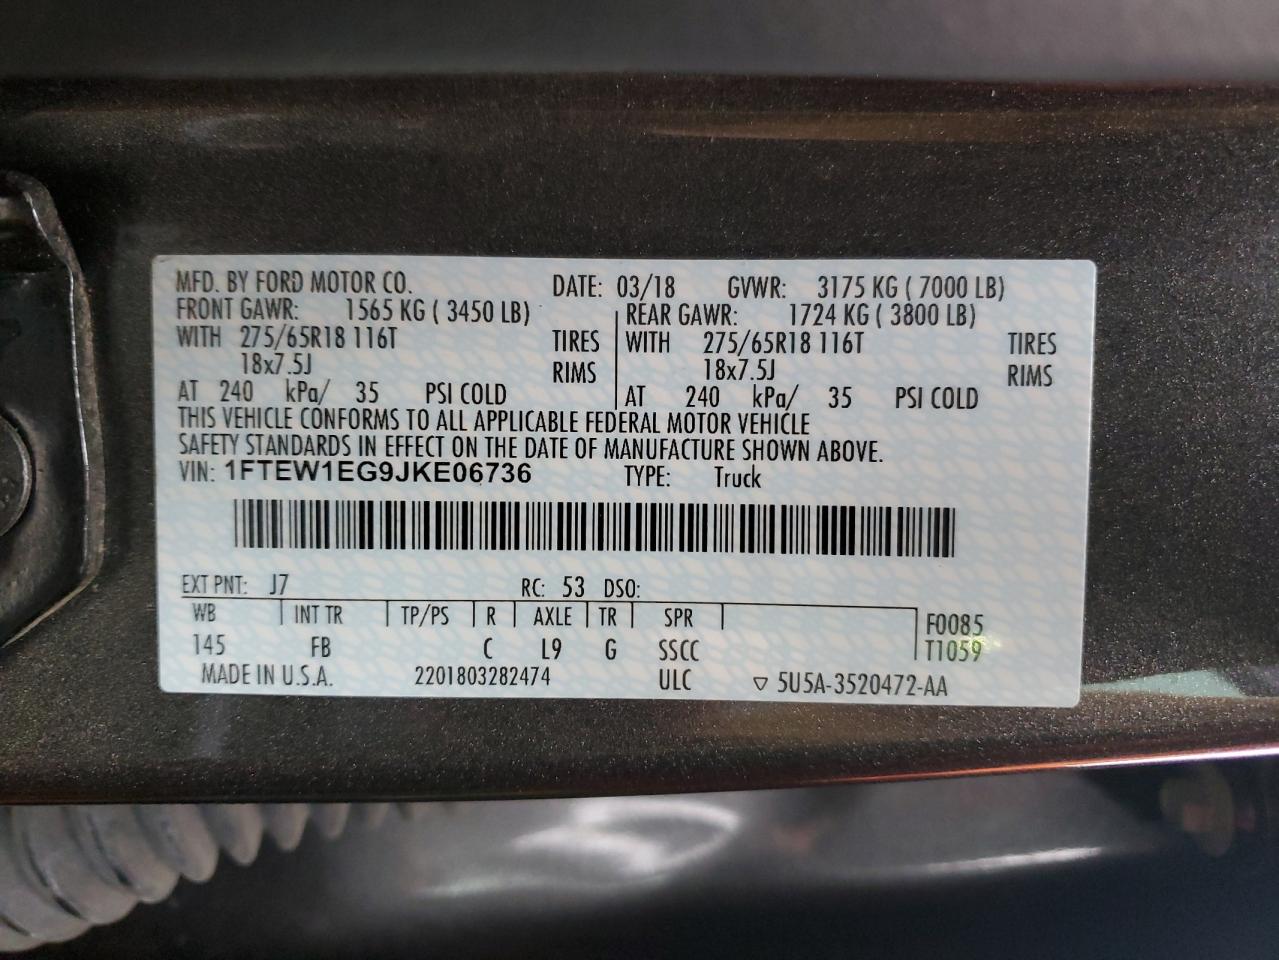 MFD. BY FORD MOTOR CO. DATE: 03/18 GVWR: 3175 KG ( 7000 LB)
FRONT GAWR: 1565 KG ( 3450 LB) REAR GAWR: 1724 KG ( 3800 LB)
WITH 275/65R18 116T TIRES WITH 275/65R18 116T TIRES
18x7.5J RIMS 18x7.5J RIMS
AT 240 kPa/ 35 PSI COLD AT 240 kPa/ 35 PSI COLD
THIS VEHICLE CONFORMS TO ALL APPLICABLE FEDERAL MOTOR VEHICLE
SAFETY STANDARDS IN EFFECT ON THE DATE OF MANUFACTURE SHOWN ABOVE.
VIN: 1FTEW1EG9JKE06736 TYPE: Truck
EXT PNT: J7 RC: 53 DSO:
WB INT TR TP/PS R AXLE TR SPR F0085
145 FB C L9 G SSCC T1059
MADE IN U.S.A. 2201803282474 ULC ▽ 5U5A-3520472-AA